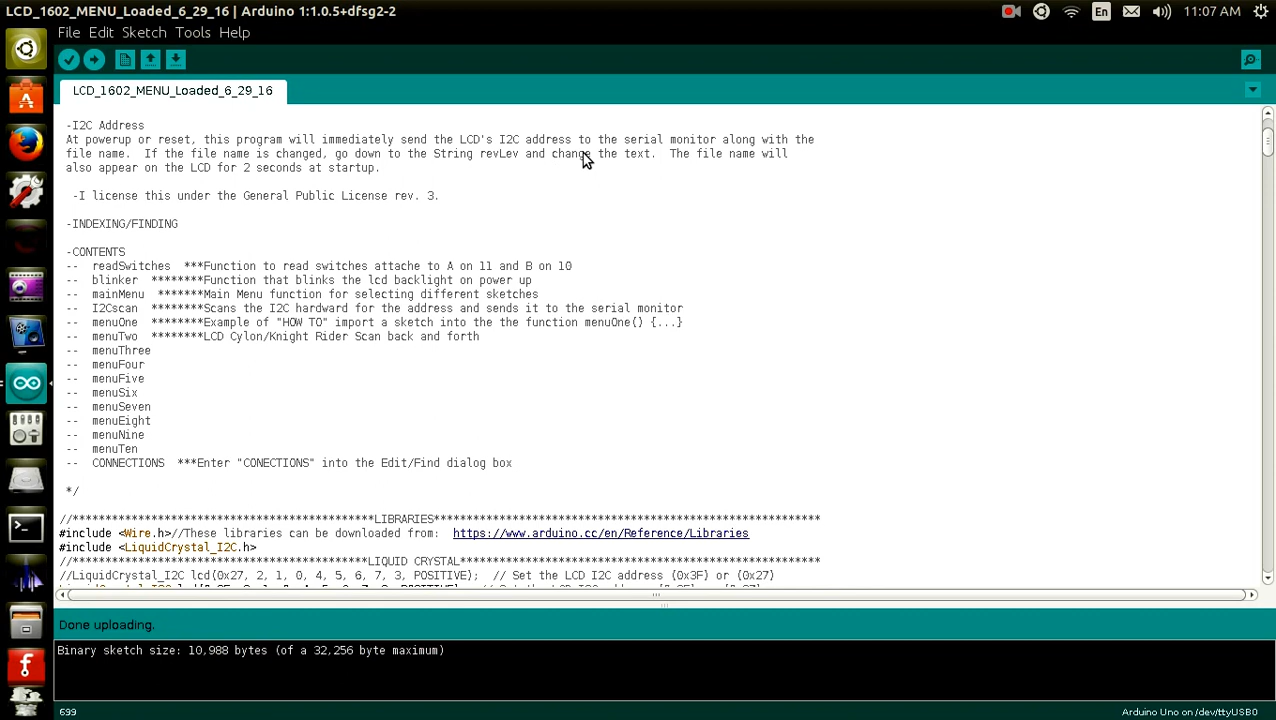 LCD_1602_MENU_Loaded_6_29_16 | Arduino 1:1.0.5+dfsg2-2
En
11:07 AM
File Edit Sketch Tools Help
LCD_1602_MENU_Loaded_6_29_16
-I2C Address
At powerup or reset, this program will immediately send the LCD's I2C address to the serial monitor along with the
file name.  If the file name is changed, go down to the String revLev and change the text.  The file name will
also appear on the LCD for 2 seconds at startup.
-I license this under the General Public License rev. 3.
-INDEXING/FINDING
-CONTENTS
--  readSwitches  ***Function to read switches attache to A on 11 and B on 10
--  blinker  ********Function that blinks the lcd backlight on power up
--  mainMenu  *******Main Menu function for selecting different sketches
--  I2Cscan  ********Scans the I2C hardward for the address and sends it to the serial monitor
--  menuOne  ********Example of "HOW TO" import a sketch into the the function menuOne() {...}
--  menuTwo  ********LCD Cylon/Knight Rider Scan back and forth
--  menuThree
--  menuFour
--  menuFive
--  menuSix
--  menuSeven
--  menuEight
--  menuNine
--  menuTen
--  CONNECTIONS  ***Enter "CONECTIONS" into the Edit/Find dialog box
*/
//************************************************LIBRARIES***********************************************************
#include <Wire.h>//These libraries can be downloaded from:  https://www.arduino.cc/en/Reference/Libraries
#include <LiquidCrystal_I2C.h>
//***********************************************LIQUID CRYSTAL*******************************************************
//LiquidCrystal_I2C lcd(0x27, 2, 1, 0, 4, 5, 6, 7, 3, POSITIVE);  // Set the LCD I2C address {0x3F} or {0x27}
Done uploading.
Binary sketch size: 10,988 bytes (of a 32,256 byte maximum)
699
Arduino Uno on /dev/ttyUSB0